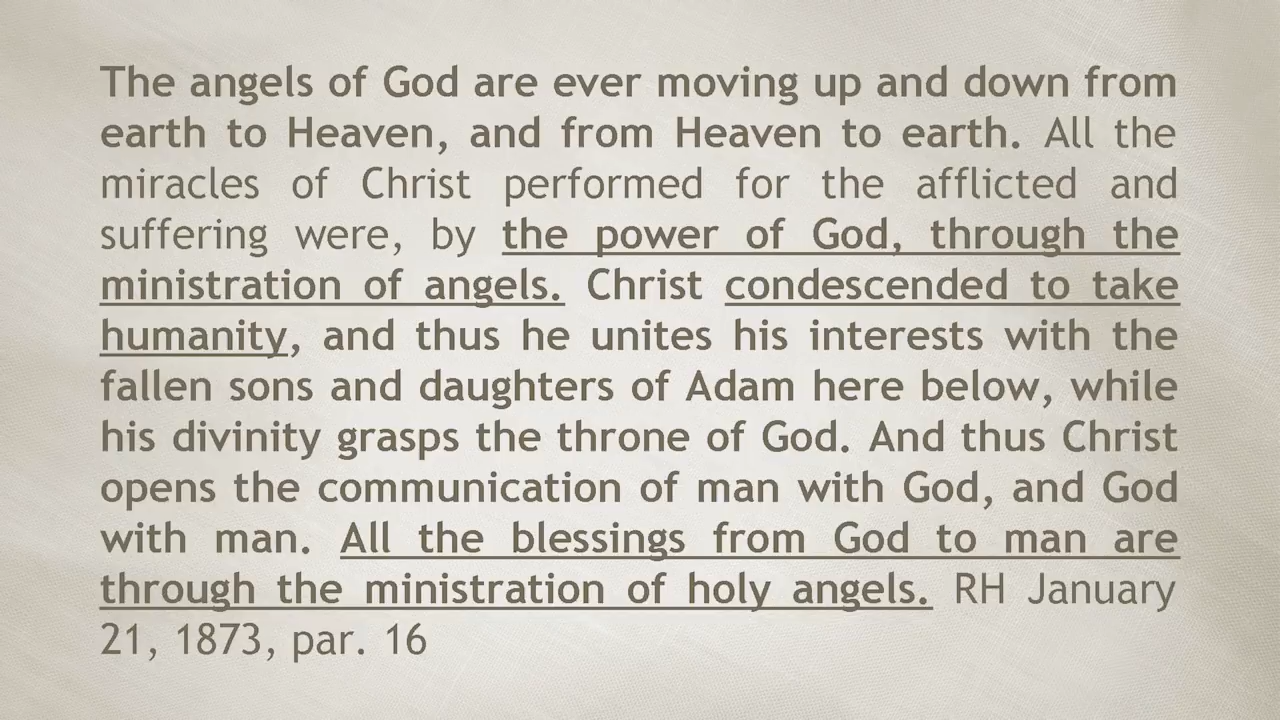 The angels of God are ever moving up and down from
earth to Heaven, and from Heaven to earth. All the
miracles of Christ performed for the afflicted and
suffering were, by the power of God, through the
ministration of angels. Christ condescended to take
humanity, and thus he unites his interests with the
fallen sons and daughters of Adam here below, while
his divinity grasps the throne of God. And thus Christ
opens the communication of man with God, and God
with man. All the blessings from God to man are
through the ministration of holy angels. RH January
21, 1873, par. 16